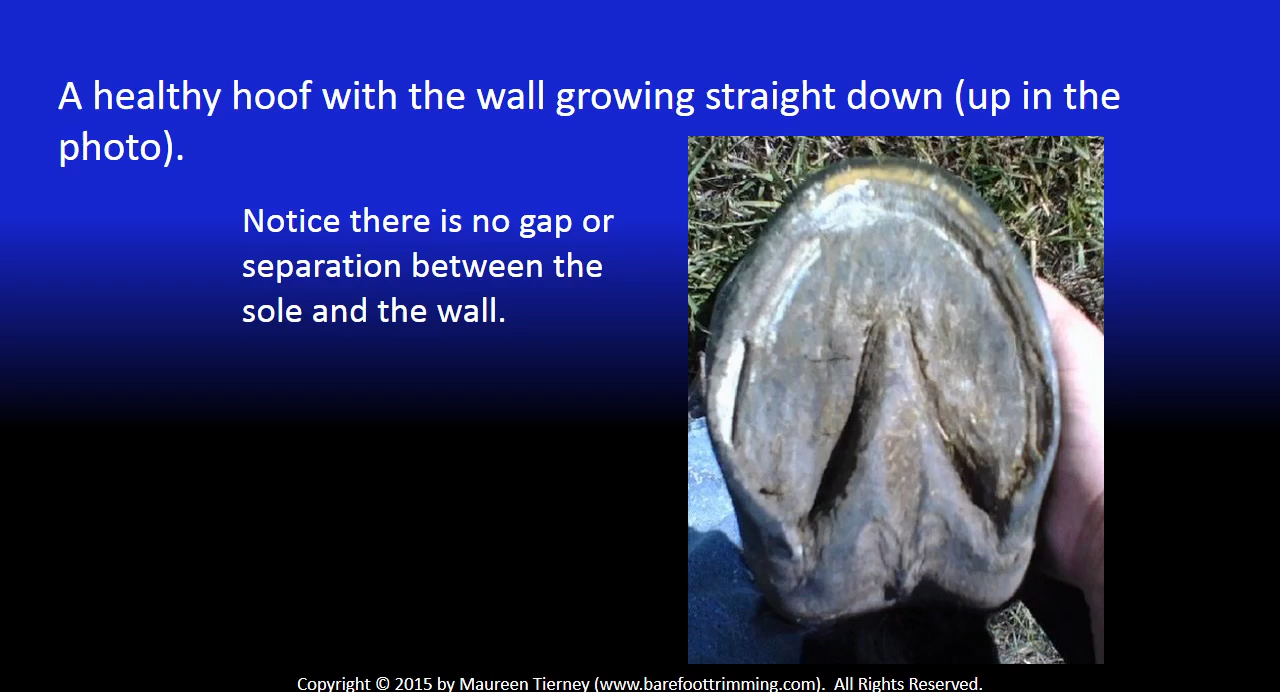 A healthy hoof with the wall growing straight down (up in the
photo).
Notice there is no gap or
separation between the
sole and the wall.
Copyright © 2015 by Maureen Tierney (www.barefoottrimming.com).  All Rights Reserved.